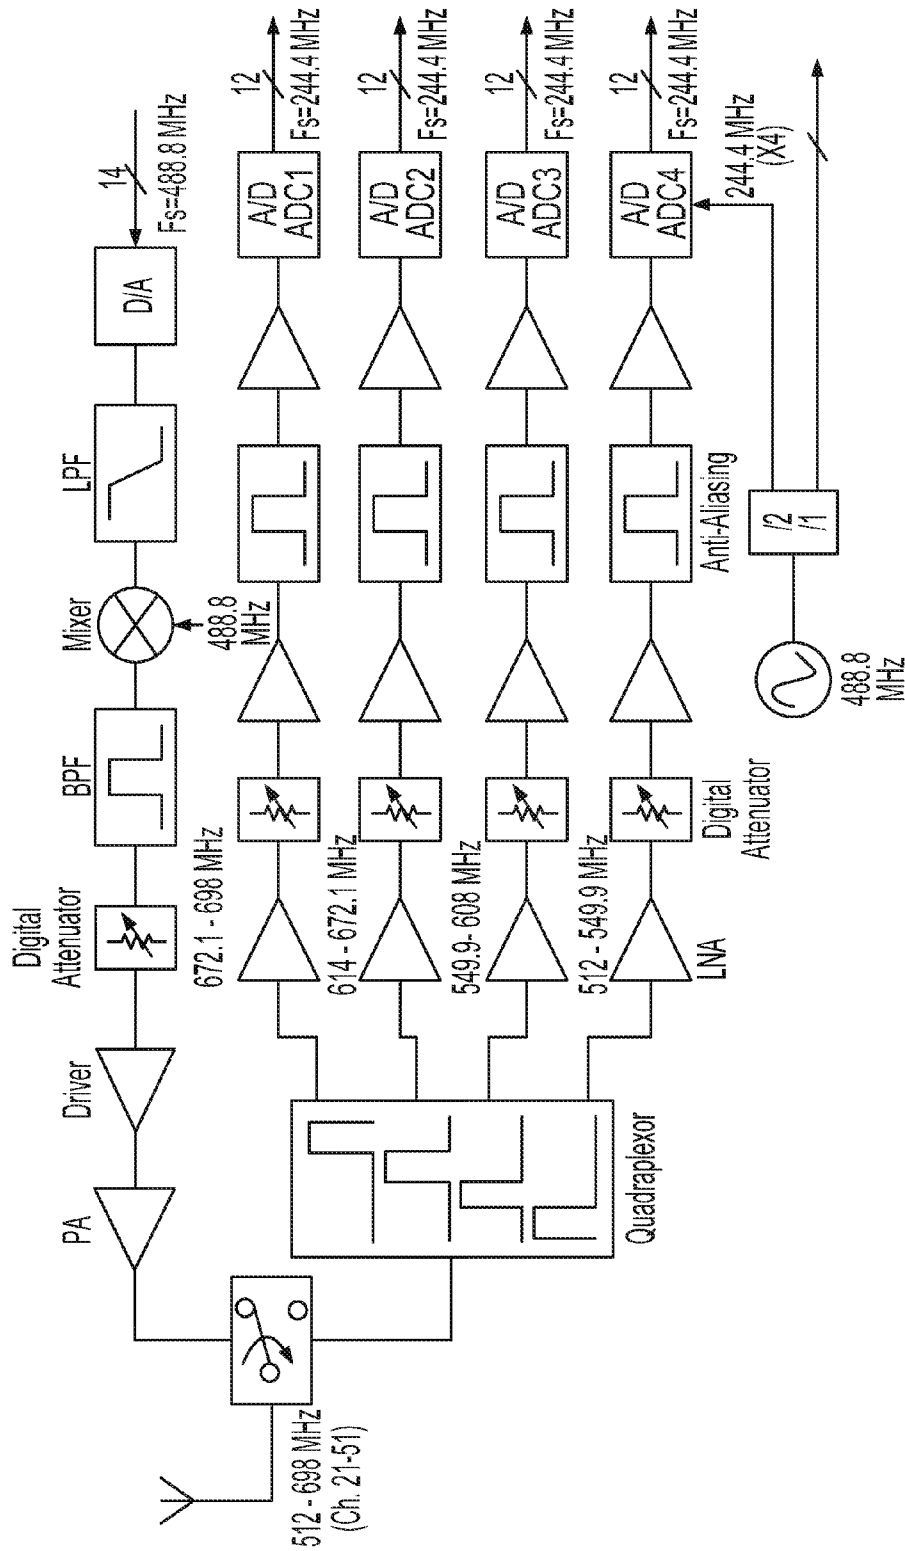 512 - 698 MHz
(Ch. 21-51)
PA
Driver
Digital
Attenuator
BPF
Mixer
488.8
MHz
LPF
D/A
14
Fs=488.8 MHz
Quadraplexor
672.1 - 698 MHz
A/D
ADC1
12
Fs=244.4 MHz
614 - 672.1 MHz
A/D
ADC2
12
Fs=244.4 MHz
549.9- 608 MHz
A/D
ADC3
12
Fs=244.4 MHz
512 - 549.9 MHz
LNA
Digital
Attenuator
Anti-Aliasing
A/D
ADC4
12
Fs=244.4 MHz
244.4 MHz
(X4)
488.8
MHz
/2
/1